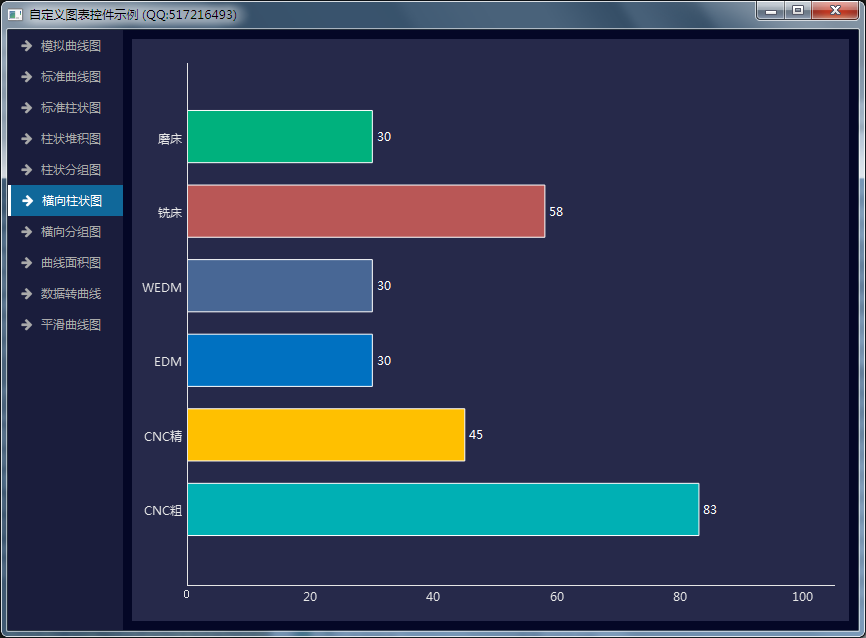 自定义图表控件示例 (QQ:517216493)
模拟曲线图
标准曲线图
标准柱状图
柱状堆积图
柱状分组图
横向柱状图
横向分组图
曲线面积图
数据转曲线
平滑曲线图
磨床 30
铣床 58
WEDM 30
EDM 30
CNC精 45
CNC粗 83
0 20 40 60 80 100